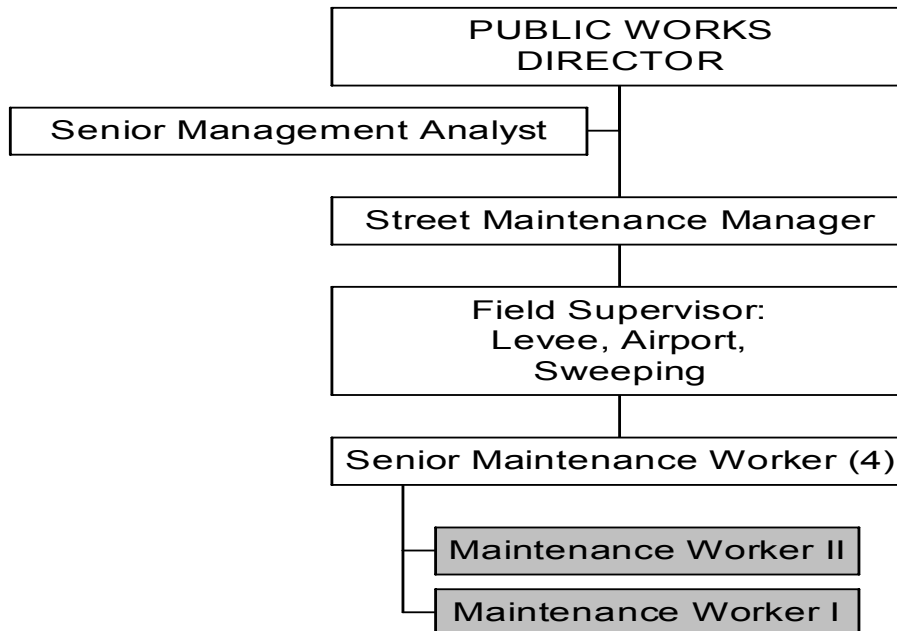 PUBLIC WORKS
DIRECTOR
Senior Management Analyst
Street Maintenance Manager
Field Supervisor:
Levee, Airport,
Sweeping
Senior Maintenance Worker (4)
Maintenance Worker II
Maintenance Worker I